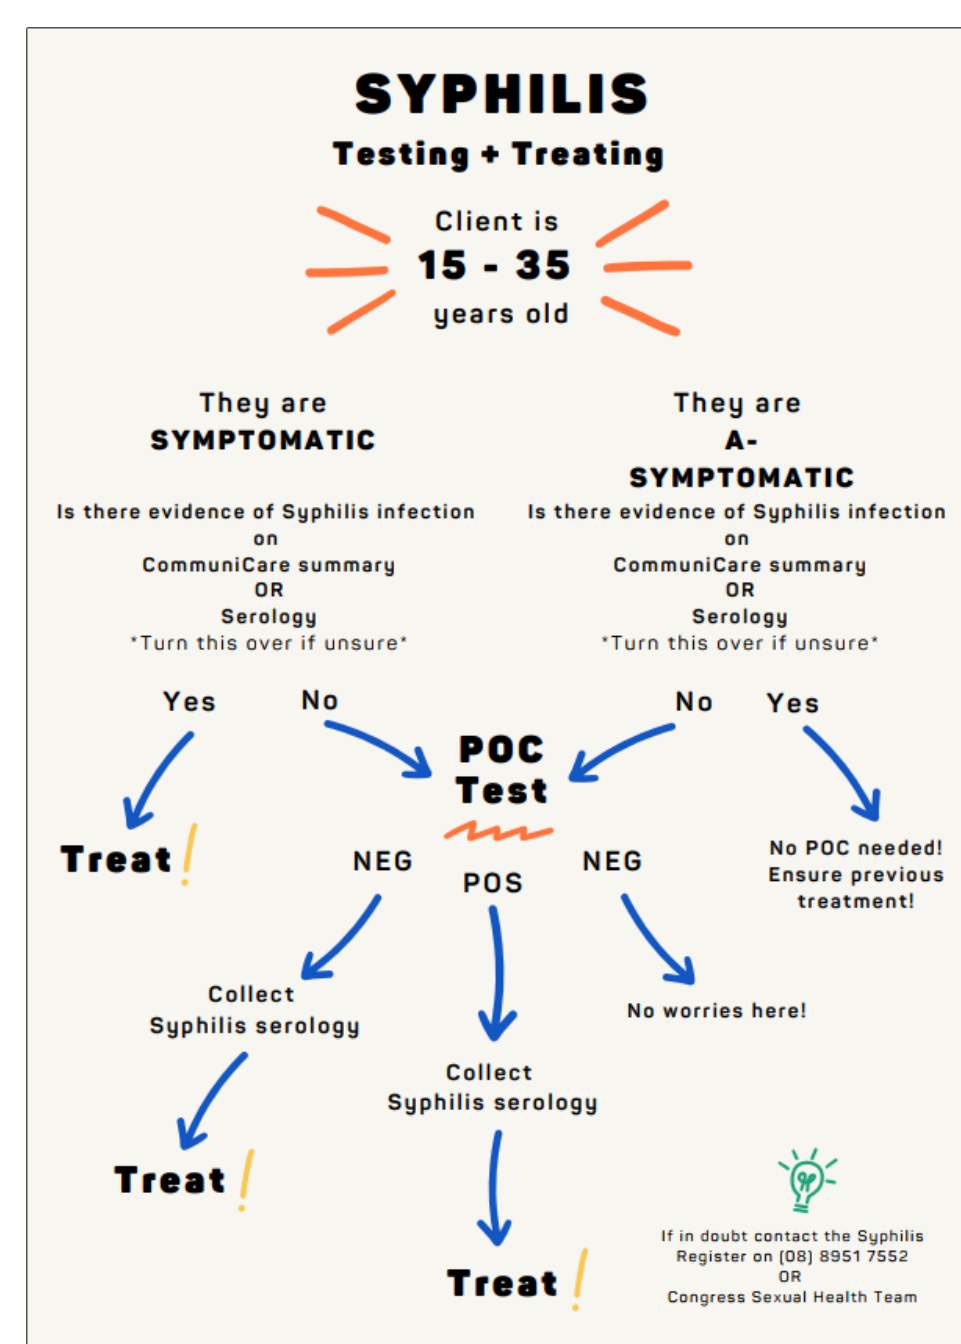 SYPHILIS
Testing + Treating
Client is
15 - 35
years old
They are
SYMPTOMATIC
Is there evidence of Syphilis infection
on
CommuniCare summary
OR
Serology
*Turn this over if unsure*
They are
A-
SYMPTOMATIC
Is there evidence of Syphilis infection
on
CommuniCare summary
OR
Serology
*Turn this over if unsure*
Yes
No
No
Yes
POC
Test
Treat!
NEG
POS
NEG
No POC needed!
Ensure previous
treatment!
Collect
Syphilis serology
No worries here!
Collect
Syphilis serology
Treat!
Treat!
If in doubt contact the Syphilis
Register on (08) 8951 7552
OR
Congress Sexual Health Team